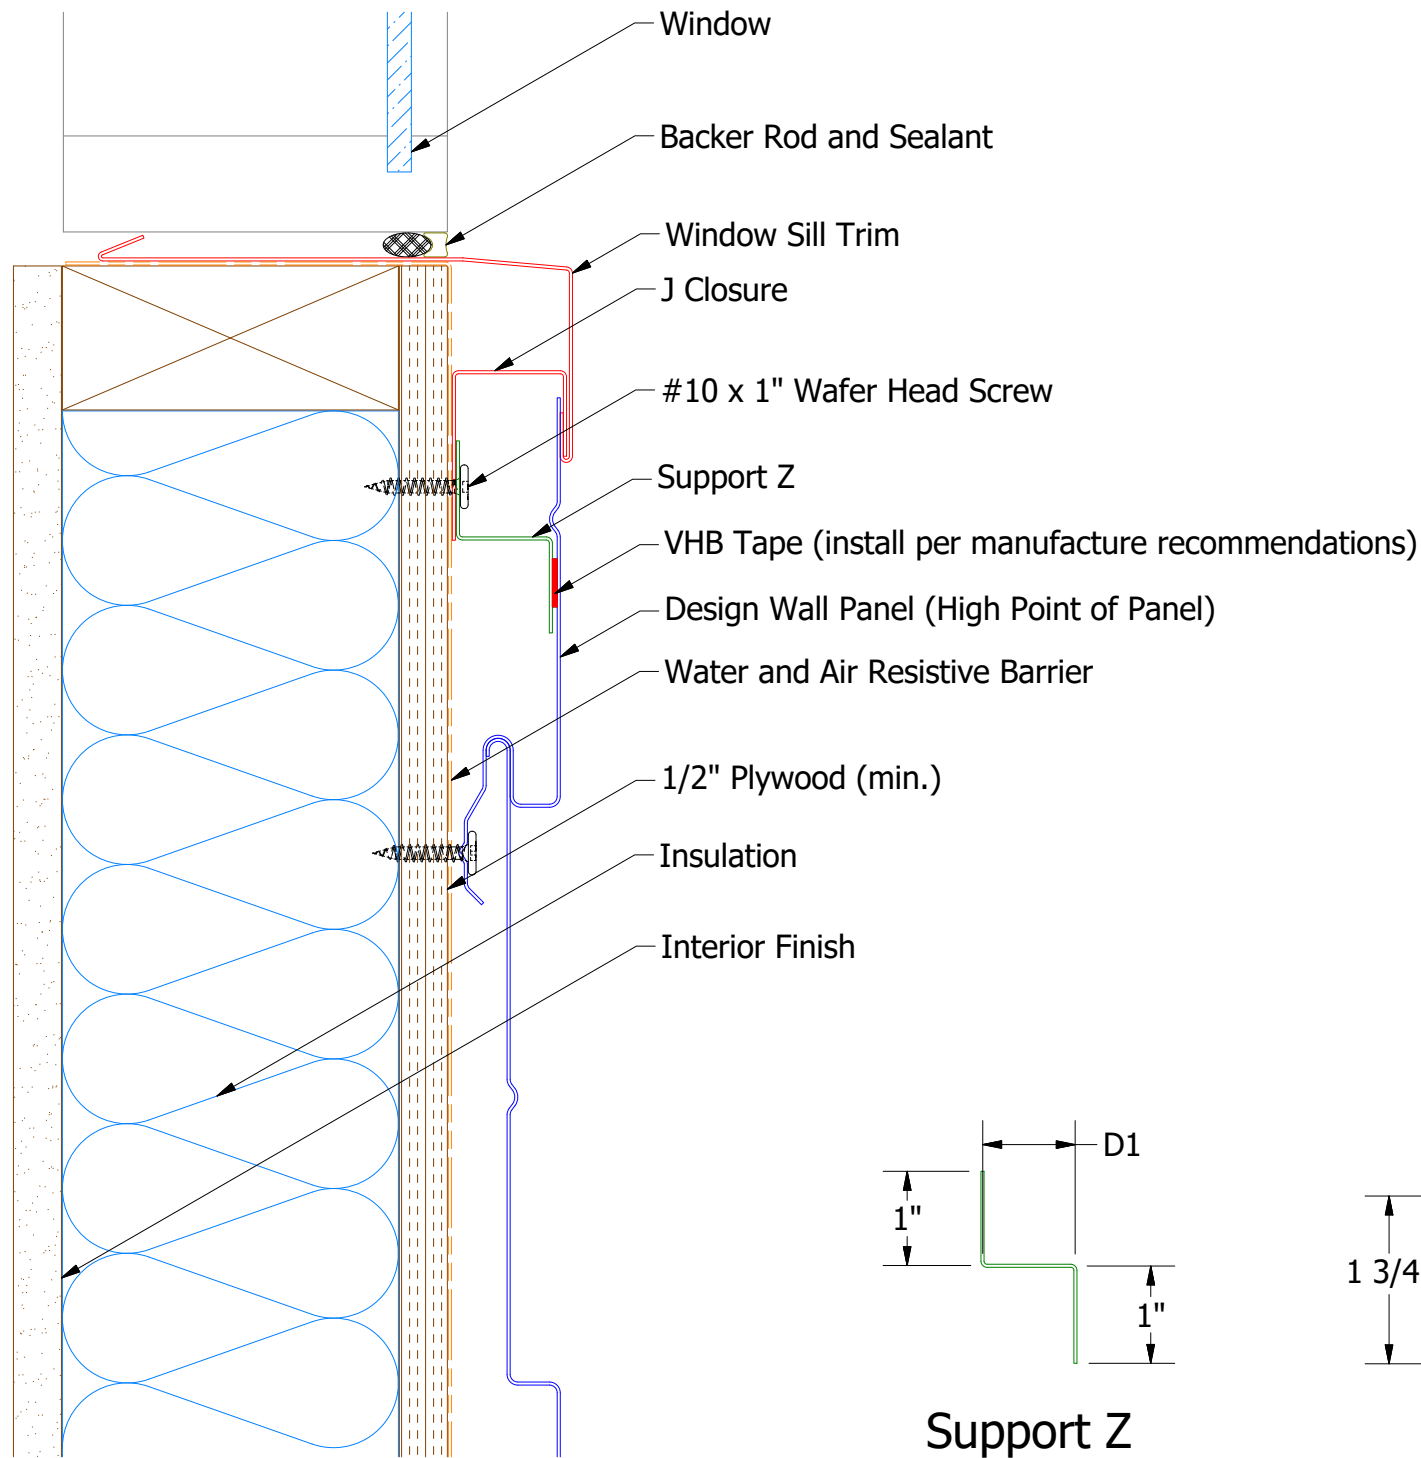 Window
Backer Rod and Sealant
Window Sill Trim
J Closure
#10 x 1" Wafer Head Screw
Support Z
VHB Tape (install per manufacture recommendations)
Design Wall Panel (High Point of Panel)
Water and Air Resistive Barrier
1/2" Plywood (min.)
Insulation
Interior Finish
D1
1"
1"
1 3/4
Support Z